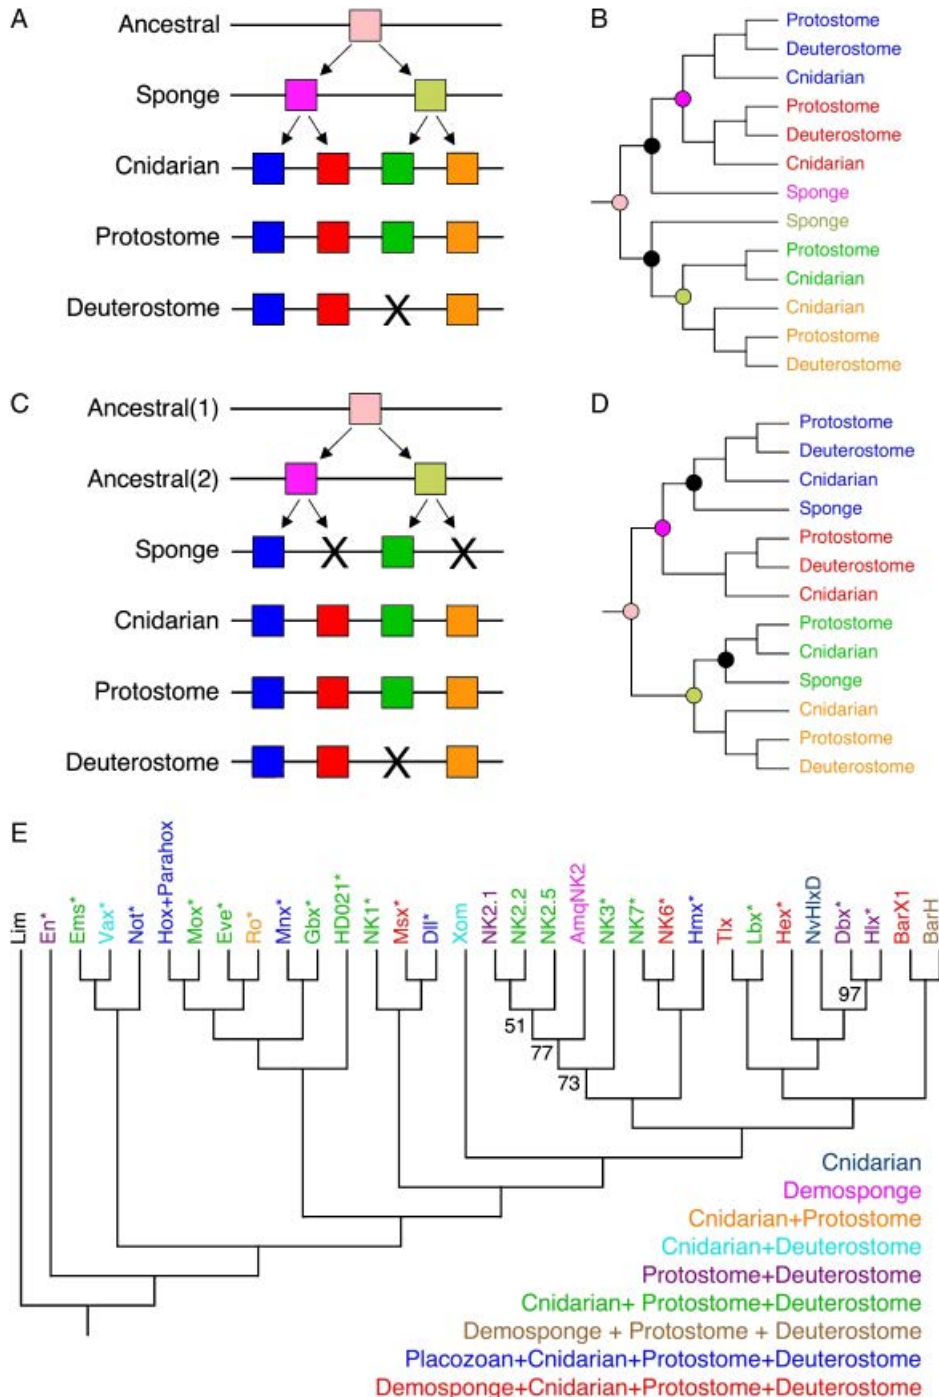 A
Ancestral
Sponge
Cnidarian
Protostome
Deuterostome
B
Protostome
Deuterostome
Cnidarian
Protostome
Deuterostome
Cnidarian
Sponge
Sponge
Protostome
Cnidarian
Cnidarian
Protostome
Deuterostome
C
Ancestral(1)
Ancestral(2)
Sponge
Cnidarian
Protostome
Deuterostome
D
Protostome
Deuterostome
Cnidarian
Sponge
Protostome
Deuterostome
Cnidarian
Protostome
Cnidarian
Sponge
Cnidarian
Protostome
Deuterostome
E
Lim
En*
Ems*
Vax*
Not*
Hox+Parahox
Mox*
Eve*
Ro*
Mnx*
Gbx*
HD021*
NK1*
Msx*
Dll*
Xom
NK2.1
NK2.2
NK2.5
AmqNK2
NK3*
NK7*
NK6*
Hmx*
Tlx
Lbx*
Hex*
NvHlxD
Dbx*
Hlx*
BarX1
BarH
97
51
77
73
Cnidarian
Demosponge
Cnidarian+Protostome
Cnidarian+Deuterostome
Protostome+Deuterostome
Cnidarian+ Protostome+Deuterostome
Demosponge + Protostome + Deuterostome
Placozoan+Cnidarian+Protostome+Deuterostome
Demosponge+Cnidarian+Protostome+Deuterostome